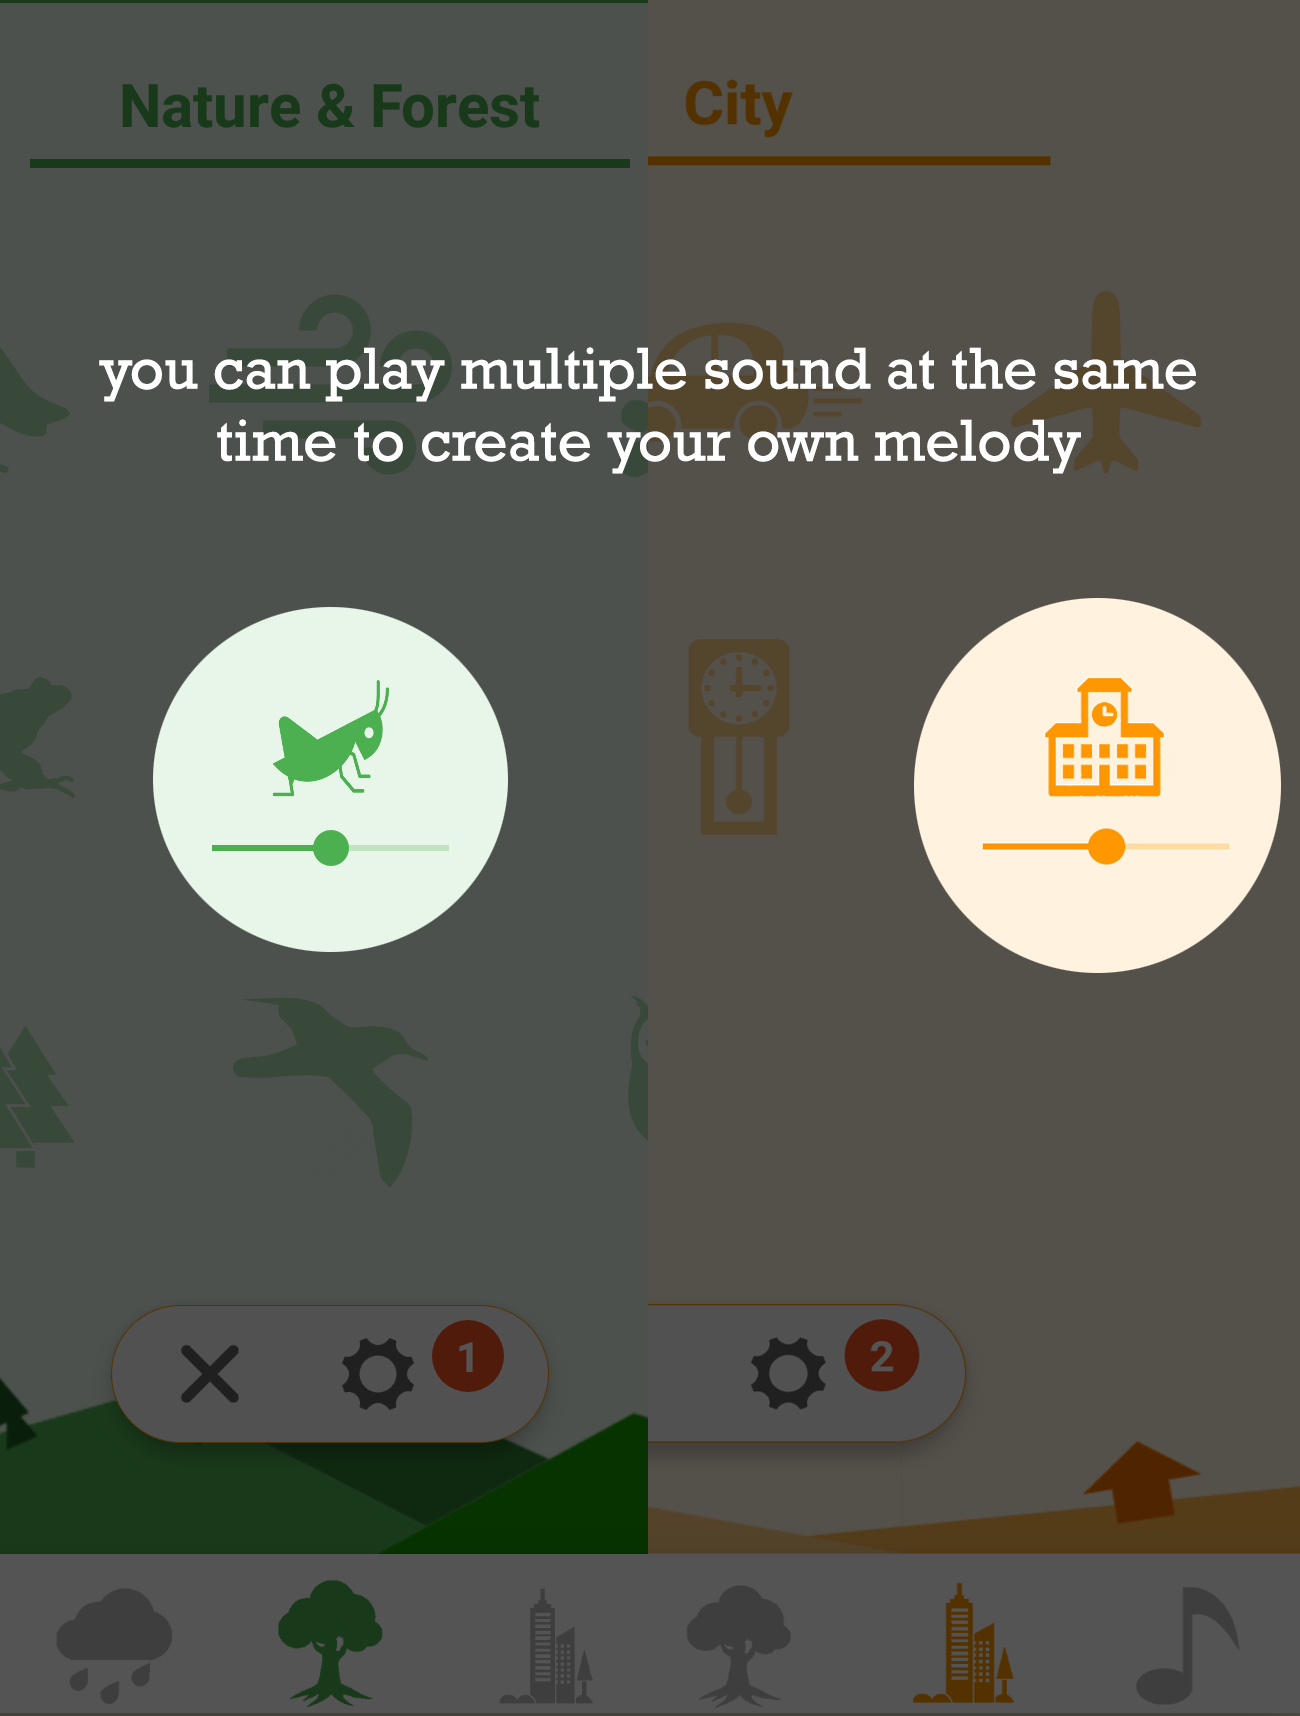 Nature & Forest
City
you can play multiple sound at the same
time to create your own melody
1
2